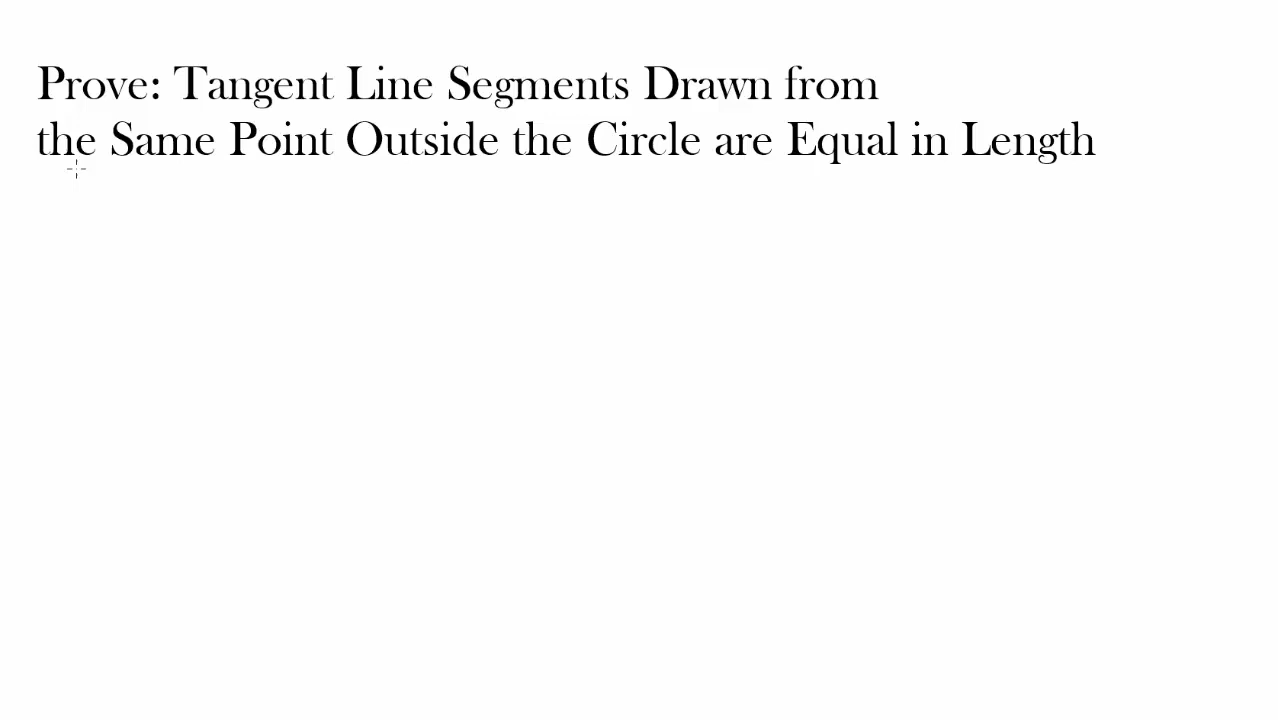 Prove: Tangent Line Segments Drawn from
the Same Point Outside the Circle are Equal in Length